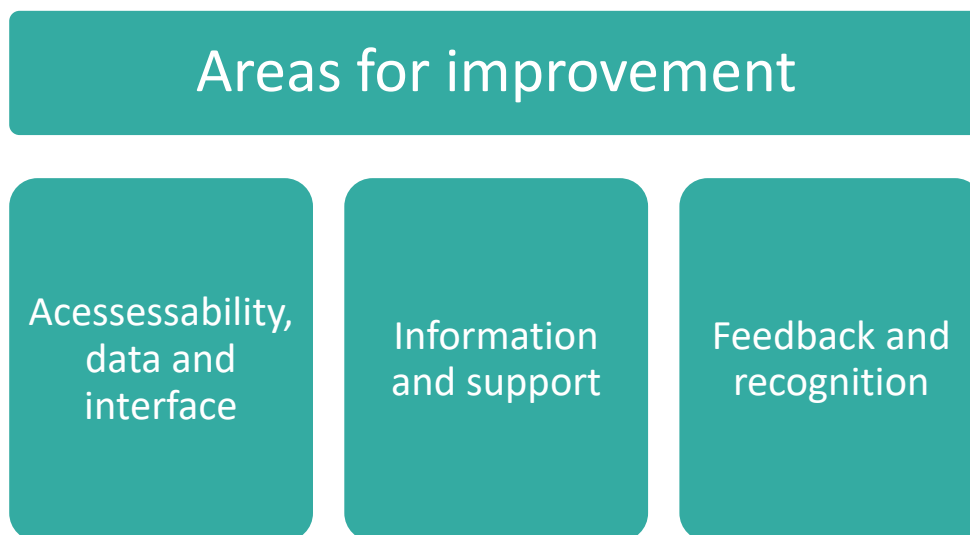 Areas for improvement
Acessessability,
data and
interface
Information
and support
Feedback and
recognition